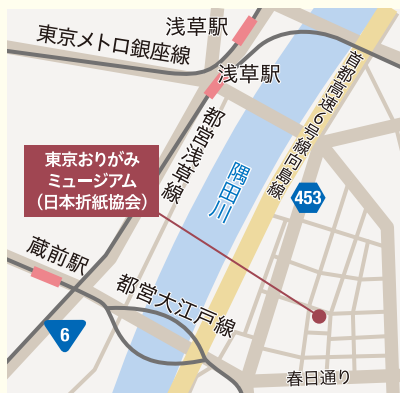 浅草駅
東京メトロ銀座線
浅草駅
首都高速6号線向島線
都営浅草線
東京おりがみ
ミュージアム
（日本折紙協会）
隅田川
453
蔵前駅
都営大江戸線
6
春日通り